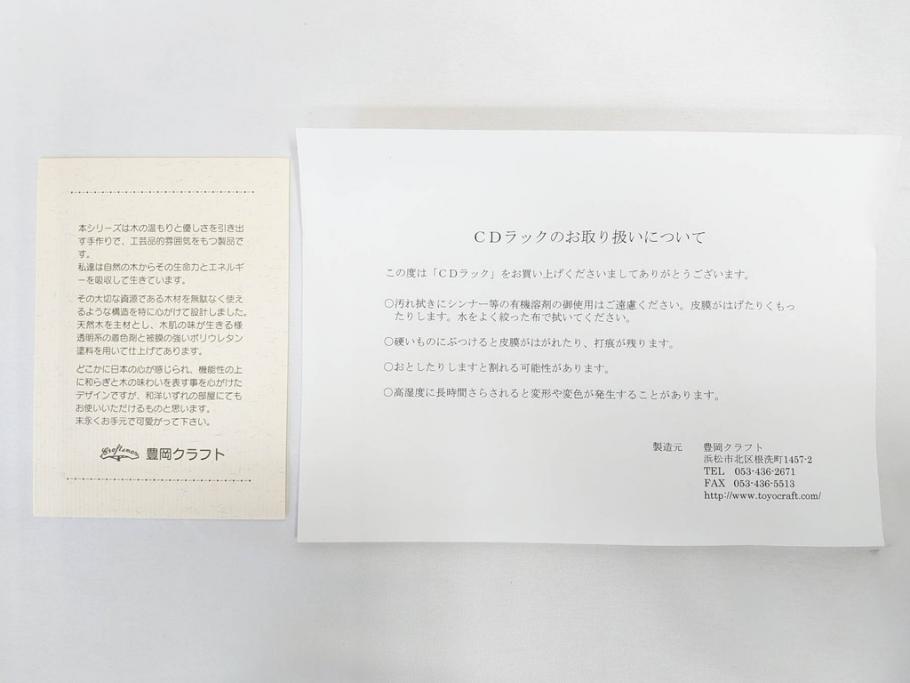 本シリーズは木の温もりと優しさを引き出
す手作りで、工芸品的雰囲気をもつ製品で
す。
私達は自然の木からその生命力とエネルギ
ーを吸収して生きています。
その大切な資源である木材を無駄なく使え
るような構造を特に心がけて設計しました。
天然木を主材とし、木肌の味が生きる様
透明系の着色剤と被膜の強いポリウレタン
塗料を用いて仕上げてあります。
どこかに日本の心が感じられ、機能性の上
に和らぎと木の味わいを表す事を心がけた
デザインですが、和洋いずれの部屋にても
お使いいただけるものと思います。
末永くお手元で可愛がって下さい。
Craftsman 豊岡クラフト
CDラックのお取り扱いについて
この度は「CDラック」をお買い上げくださいましてありがとうございます。
○汚れ拭きにシンナー等の有機溶剤の御使用はご遠慮ください。皮膜がはげたりくもっ
たりします。水をよく絞った布で拭いてください。
○硬いものにぶつけると皮膜がはがれたり、打痕が残ります。
○おとしたりしますと割れる可能性があります。
○高湿度に長時間さらされると変形や変色が発生することがあります。
製造元 豊岡クラフト
浜松市北区根洗町1457-2
TEL 053-436-2671
FAX 053-436-5513
http://www.toyocraft.com/